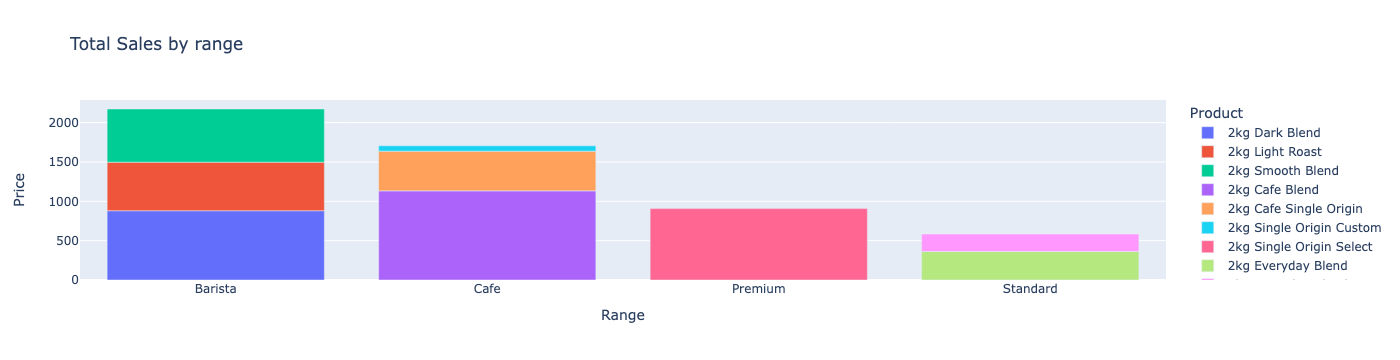 Total Sales by range
Price
2000
1500
1000
500
0
Barista
Cafe
Premium
Standard
Range
Product
2kg Dark Blend
2kg Light Roast
2kg Smooth Blend
2kg Cafe Blend
2kg Cafe Single Origin
2kg Single Origin Custom
2kg Single Origin Select
2kg Everyday Blend